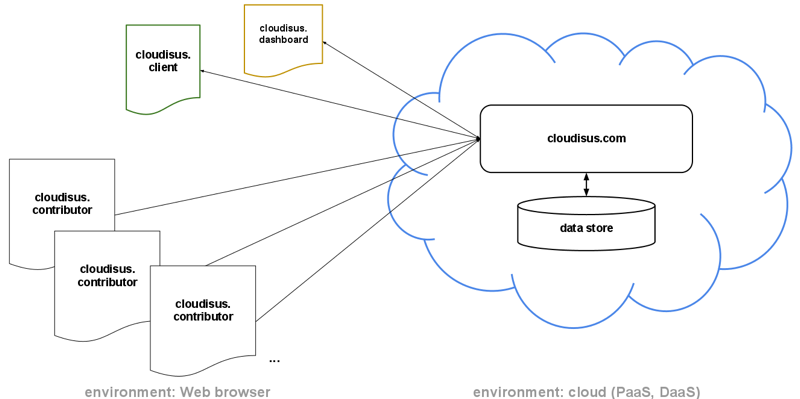 cloudisus.
dashboard
cloudisus.
client
cloudisus.com
cloudisus.
contributor
data store
cloudisus.
contributor
cloudisus.
contributor
...
environment: Web browser
environment: cloud (PaaS, DaaS)